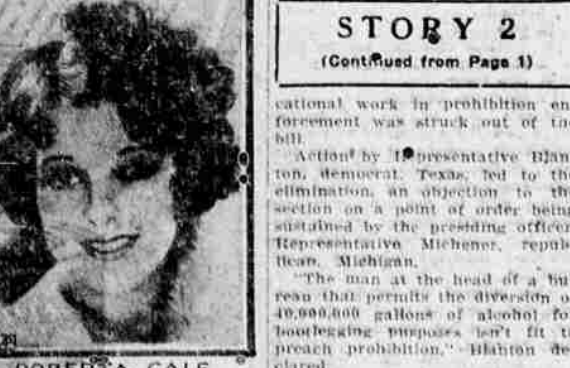 STORY 2
(Continued from Page 1)
cational work in prohibition en
forcement was struck out of the
bill.
Action by Representative Blan
ton, democrat, Texas, led to the
elimination, an objection to the
section on a point of order being
sustained by the presiding officer
Representative Michener, repub
lican, Michigan.
"The man at the head of a bu
reau that permits the diversion o
40,000,000 gallons of alcohol fo
bootlegging purposes isn't fit t
preach prohibition," Blanton de
clared.
ROBERTA GALE